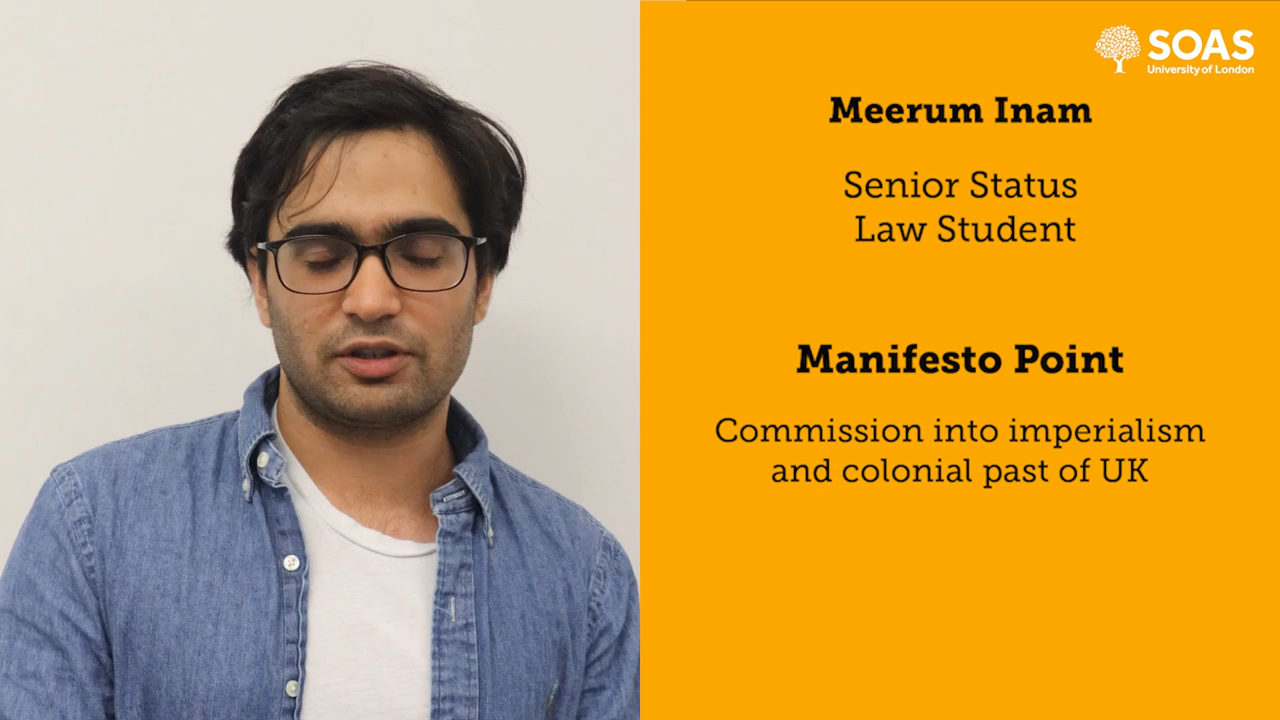 SOAS
University of London
Meerum Inam
Senior Status
Law Student
Manifesto Point
Commission into imperialism
and colonial past of UK